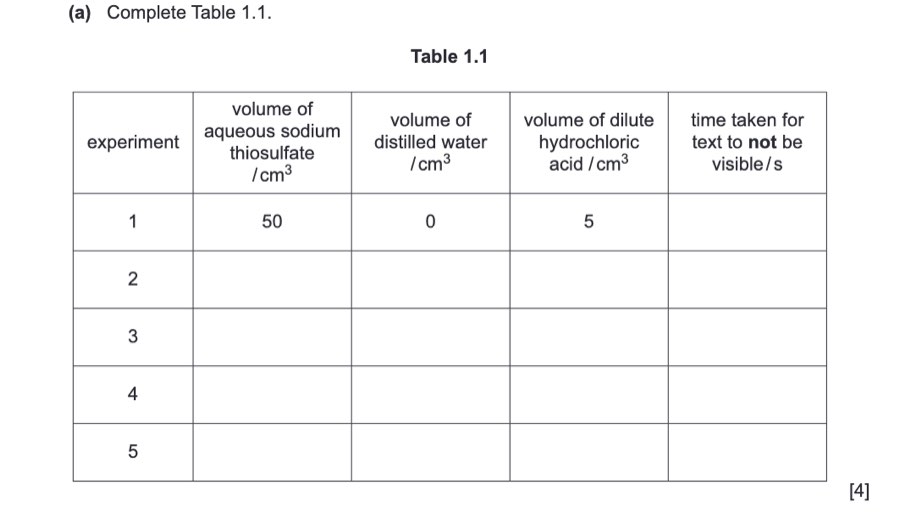 (a) Complete Table 1.1.
Table 1.1
experiment
volume of
aqueous sodium
thiosulfate
/cm³
volume of
distilled water
/cm³
volume of dilute
hydrochloric
acid/cm³
time taken for
text to not be
visible/s
1 50 0 5
2
3
4
5
[4]